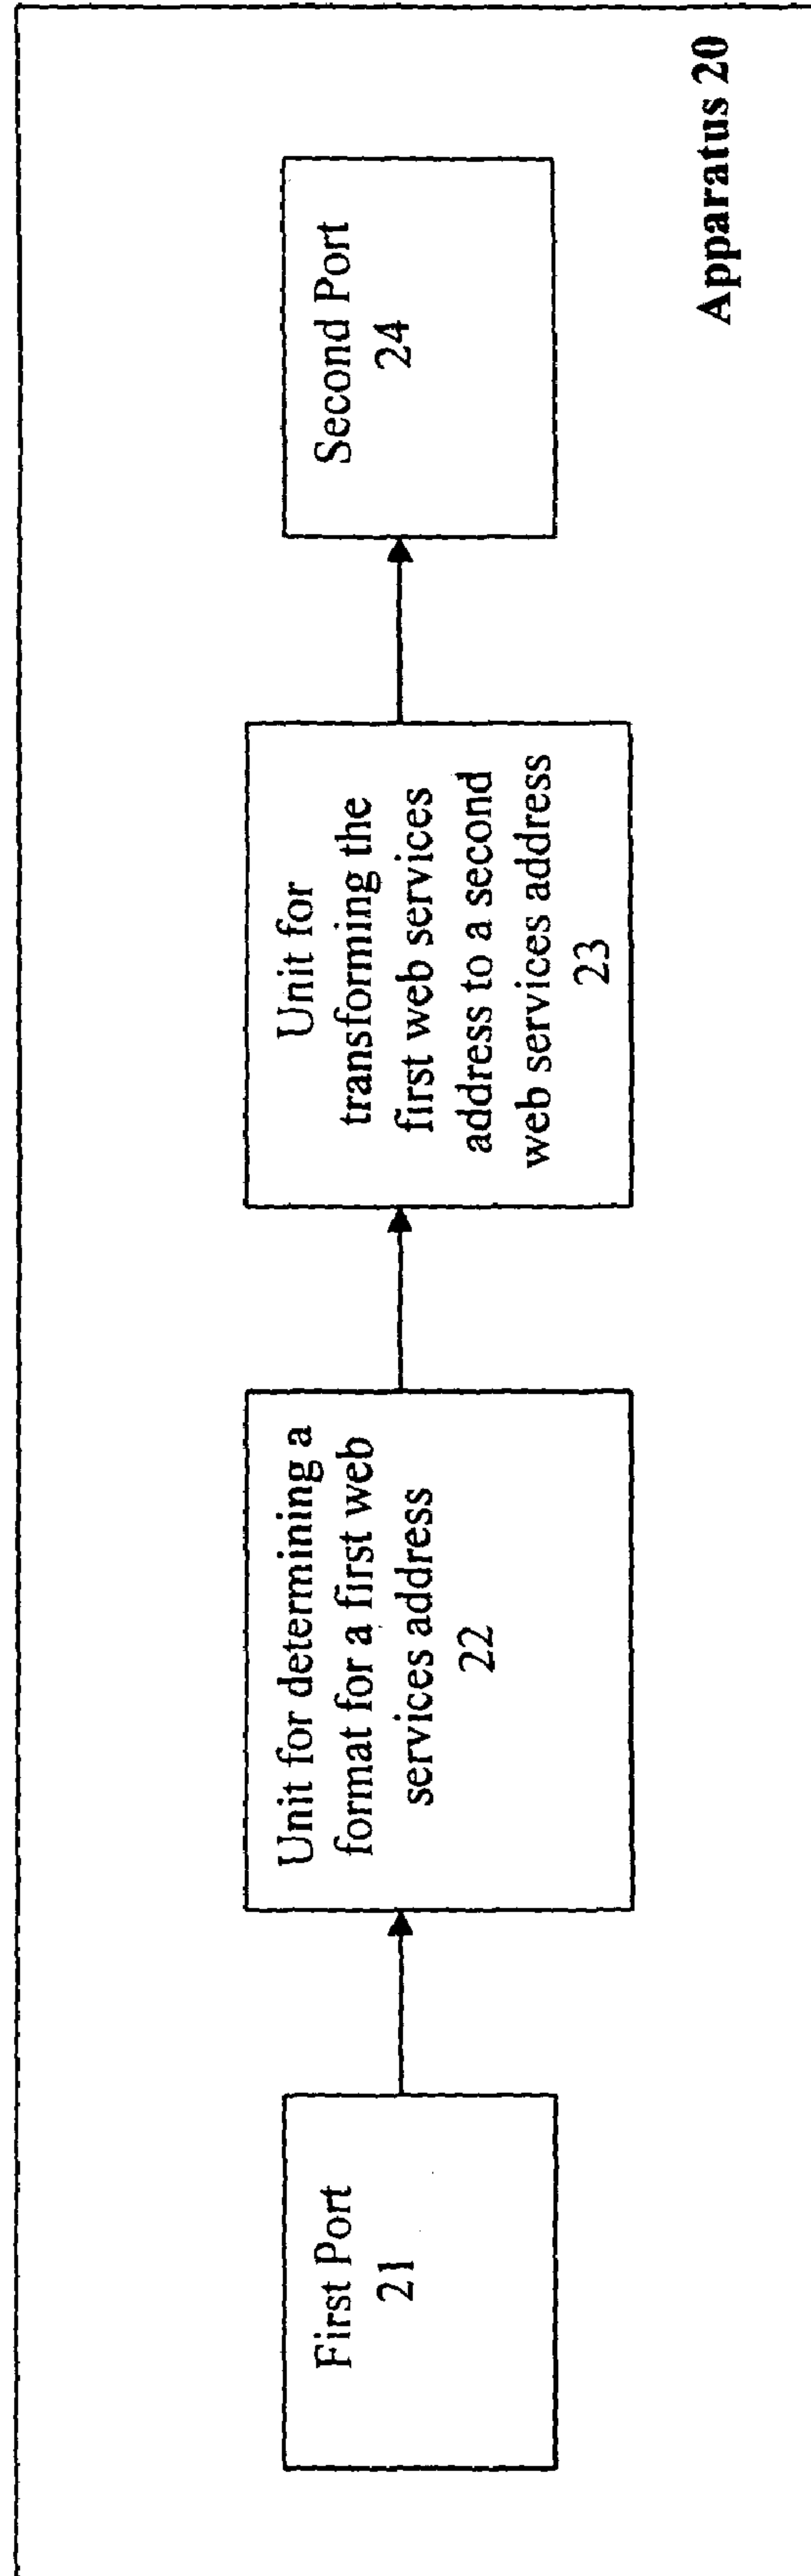 First Port
21
Unit for determining a
format for a first web
services address
22
Unit for
transforming the
first web services
address to a second
web services address
23
Second Port
24
Apparatus 20